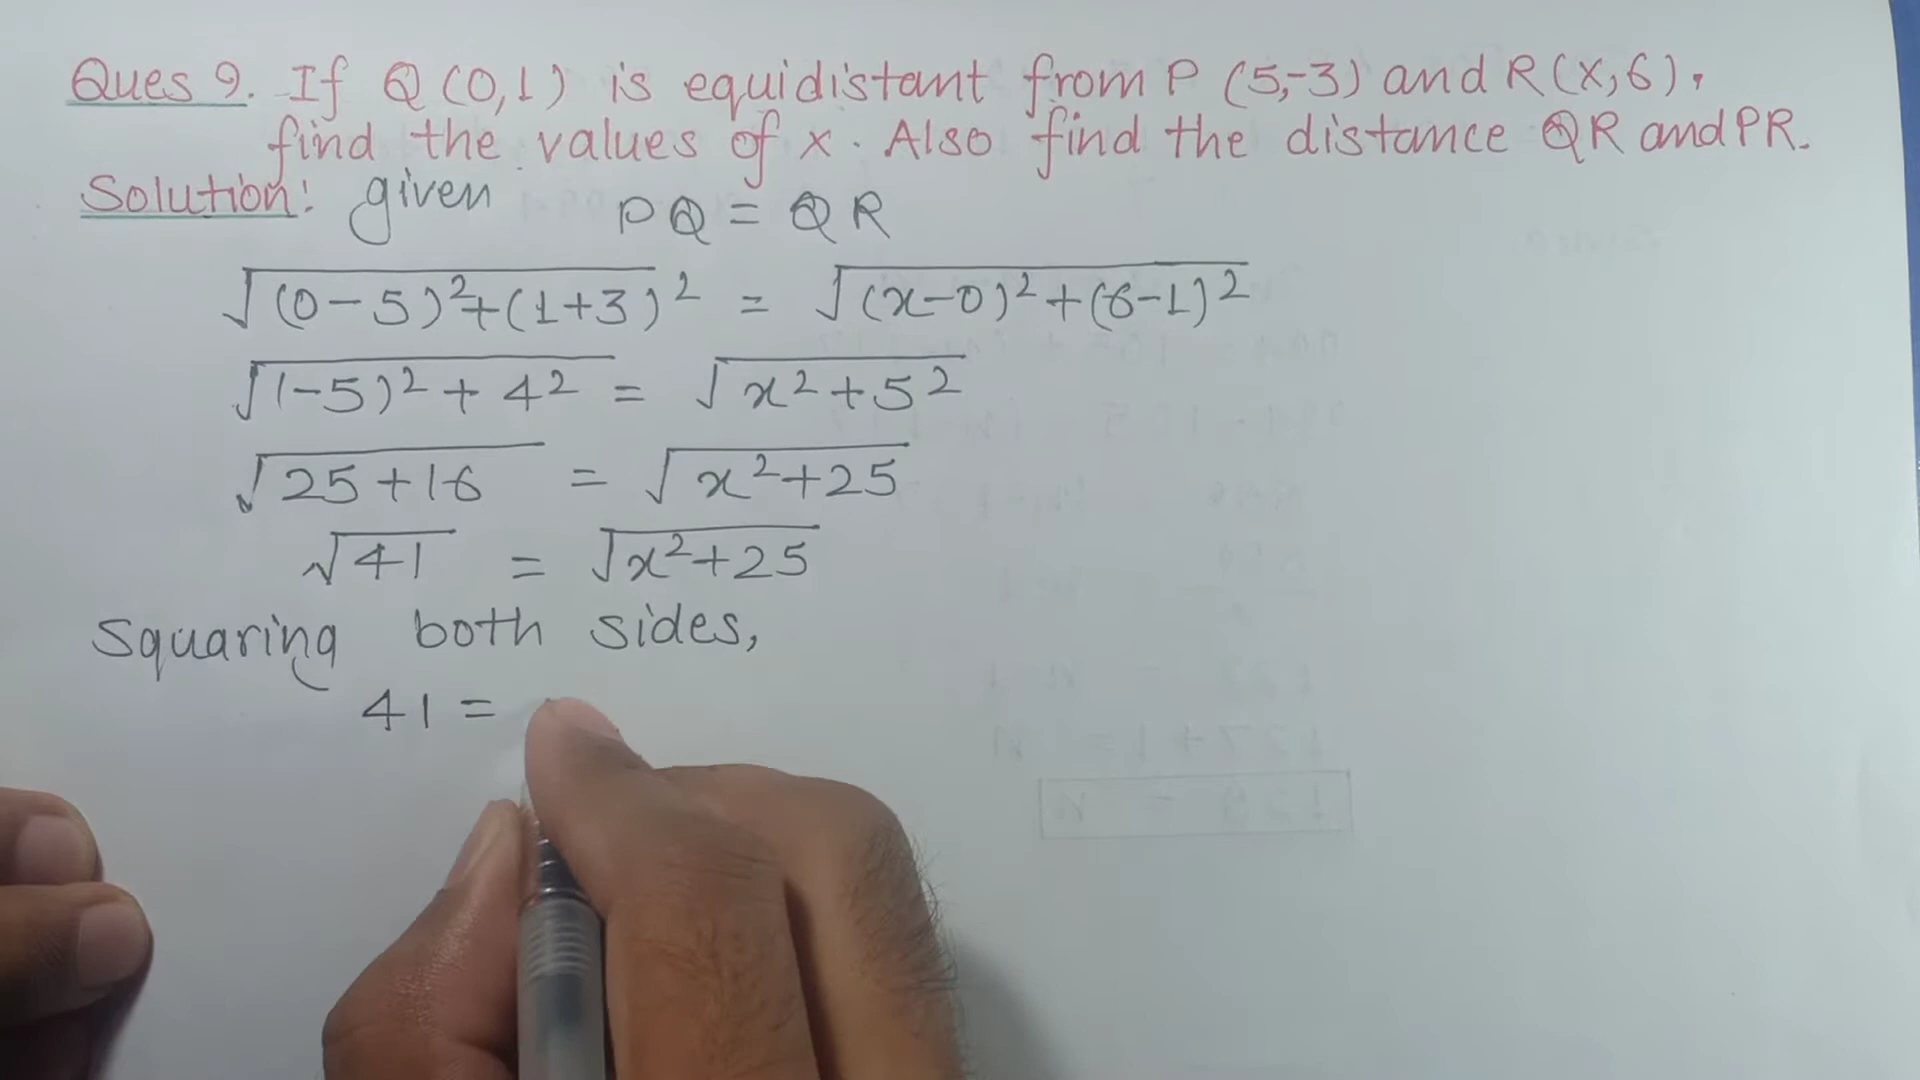 Ques 9. If Q (0,1) is equidistant from P (5,-3) and R(x,6),
find the values of x. Also find the distance QR and PR.
Solution: given PQ = QR
√(0-5)²+(1+3)² = √(x-0)²+(6-1)²
√(-5)²+4² = √x²+5²
√25+16 = √x²+25
√41 = √x²+25
Squaring both sides,
41 =